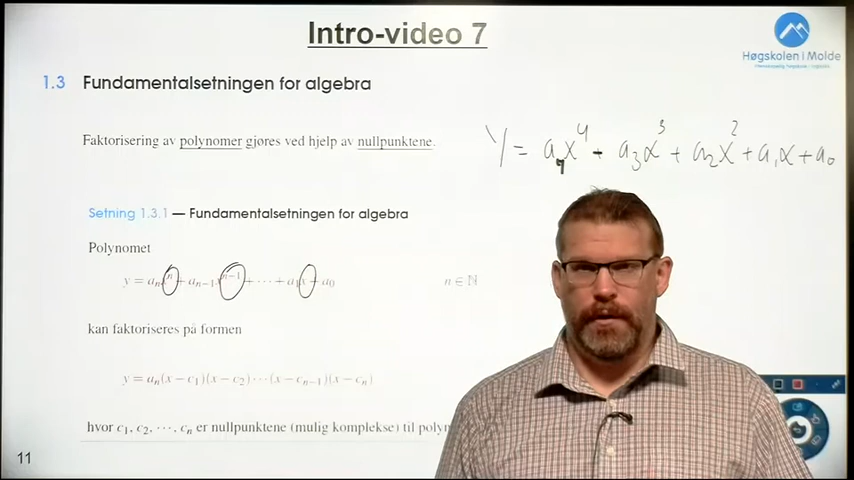 Intro-video 7
Høgskolen i Molde
1.3 Fundamentalsetningen for algebra
Faktorisering av polynomer gjøres ved hjelp av nullpunktene.
y = a₄x⁴ + a₃x³ + a₂x² + a₁x + a₀
Setning 1.3.1 — Fundamentalsetningen for algebra
Polynomet
y = aₙxⁿ + aₙ₋₁xⁿ⁻¹ + ··· + a₁x + a₀ n ∈ ℕ
kan faktoriseres på formen
y = aₙ(x − c₁)(x − c₂) ··· (x − cₙ₋₁)(x − cₙ)
hvor c₁, c₂, ···, cₙ er nullpunktene (mulig komplekse) til
11